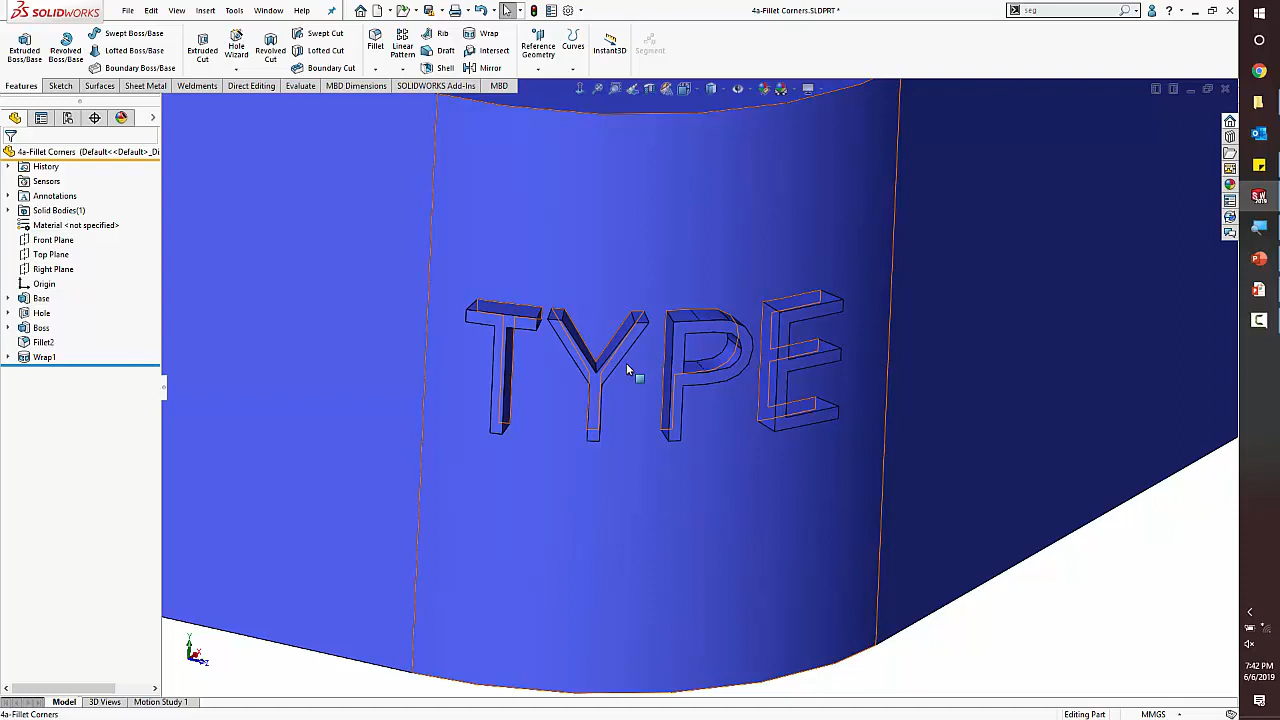 SOLIDWORKS
File
Edit
View
Insert
Tools
Window
Help
4a-Fillet Corners.SLDPRT *
seg
Extruded Boss/Base
Revolved Boss/Base
Swept Boss/Base
Lofted Boss/Base
Boundary Boss/Base
Extruded Cut
Hole Wizard
Revolved Cut
Swept Cut
Lofted Cut
Boundary Cut
Fillet
Linear Pattern
Rib
Draft
Shell
Wrap
Intersect
Mirror
Reference Geometry
Curves
Instant3D
Segment
Features
Sketch
Surfaces
Sheet Metal
Weldments
Direct Editing
Evaluate
MBD Dimensions
SOLIDWORKS Add-Ins
MBD
4a-Fillet Corners (Default<<Default>_Di
History
Sensors
Annotations
Solid Bodies(1)
Material <not specified>
Front Plane
Top Plane
Right Plane
Origin
Base
Hole
Boss
Fillet2
Wrap1
TYPE
Y
X
Z
Model
3D Views
Motion Study 1
4a-Fillet Corners
Editing Part
MMGS
7:42 PM
6/6/2019